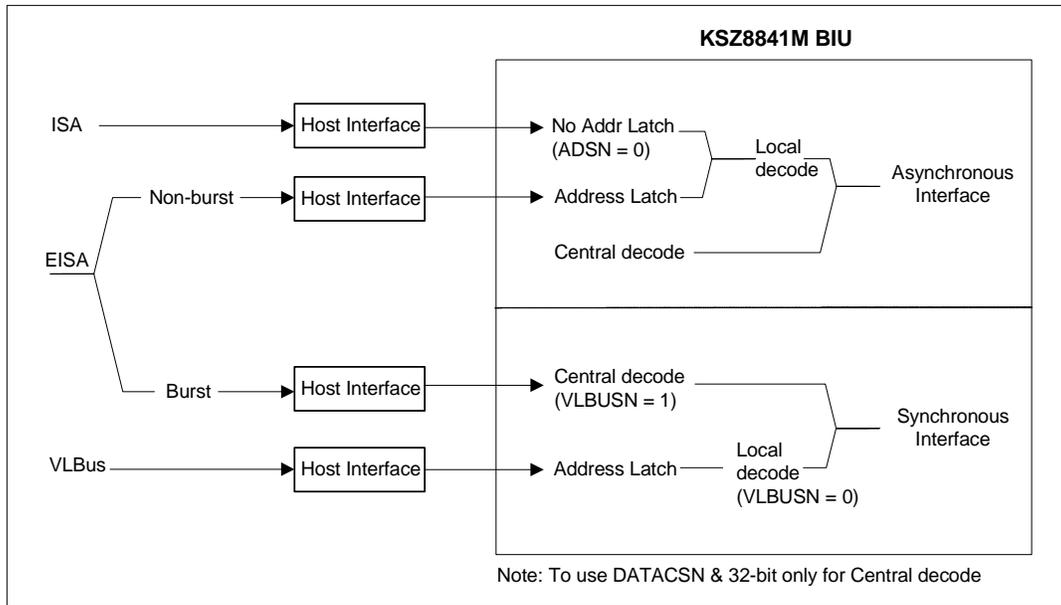 KSZ8841M BIU
ISA
Host Interface
No Addr Latch
(ADSN = 0)
Local
decode
Asynchronous
Interface
Non-burst
Host Interface
Address Latch
EISA
Central decode
Burst
Host Interface
Central decode
(VLBUSN = 1)
Synchronous
Interface
VLBus
Host Interface
Address Latch
Local
decode
(VLBUSN = 0)
Note: To use DATACSN & 32-bit only for Central decode